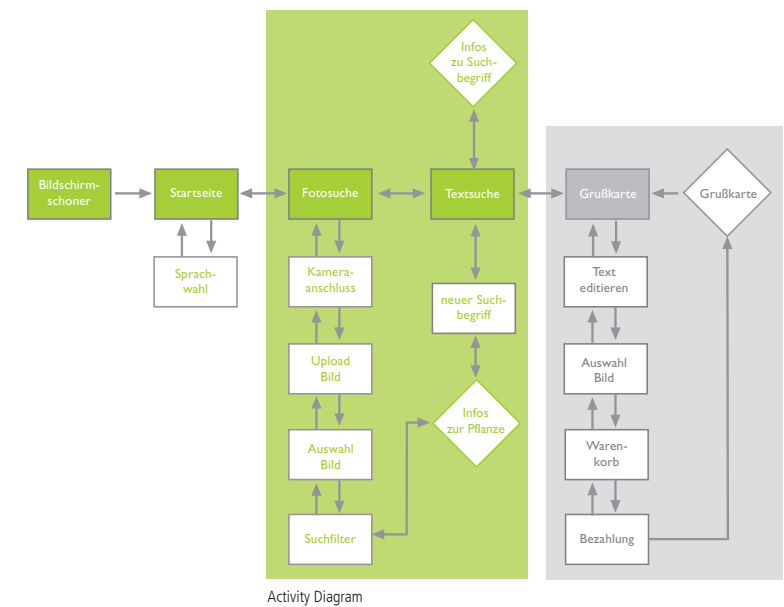 Infos
zu Such-
begriff
Bildschirm-
schoner
Startseite
Fotosuche
Textsuche
Grußkarte
Grußkarte
Sprach-
wahl
Kamera-
anschluss
neuer Such-
begriff
Text
editieren
Upload
Bild
Auswahl
Bild
Infos
zur Pflanze
Auswahl
Bild
Waren-
korb
Suchfilter
Bezahlung
Activity Diagram